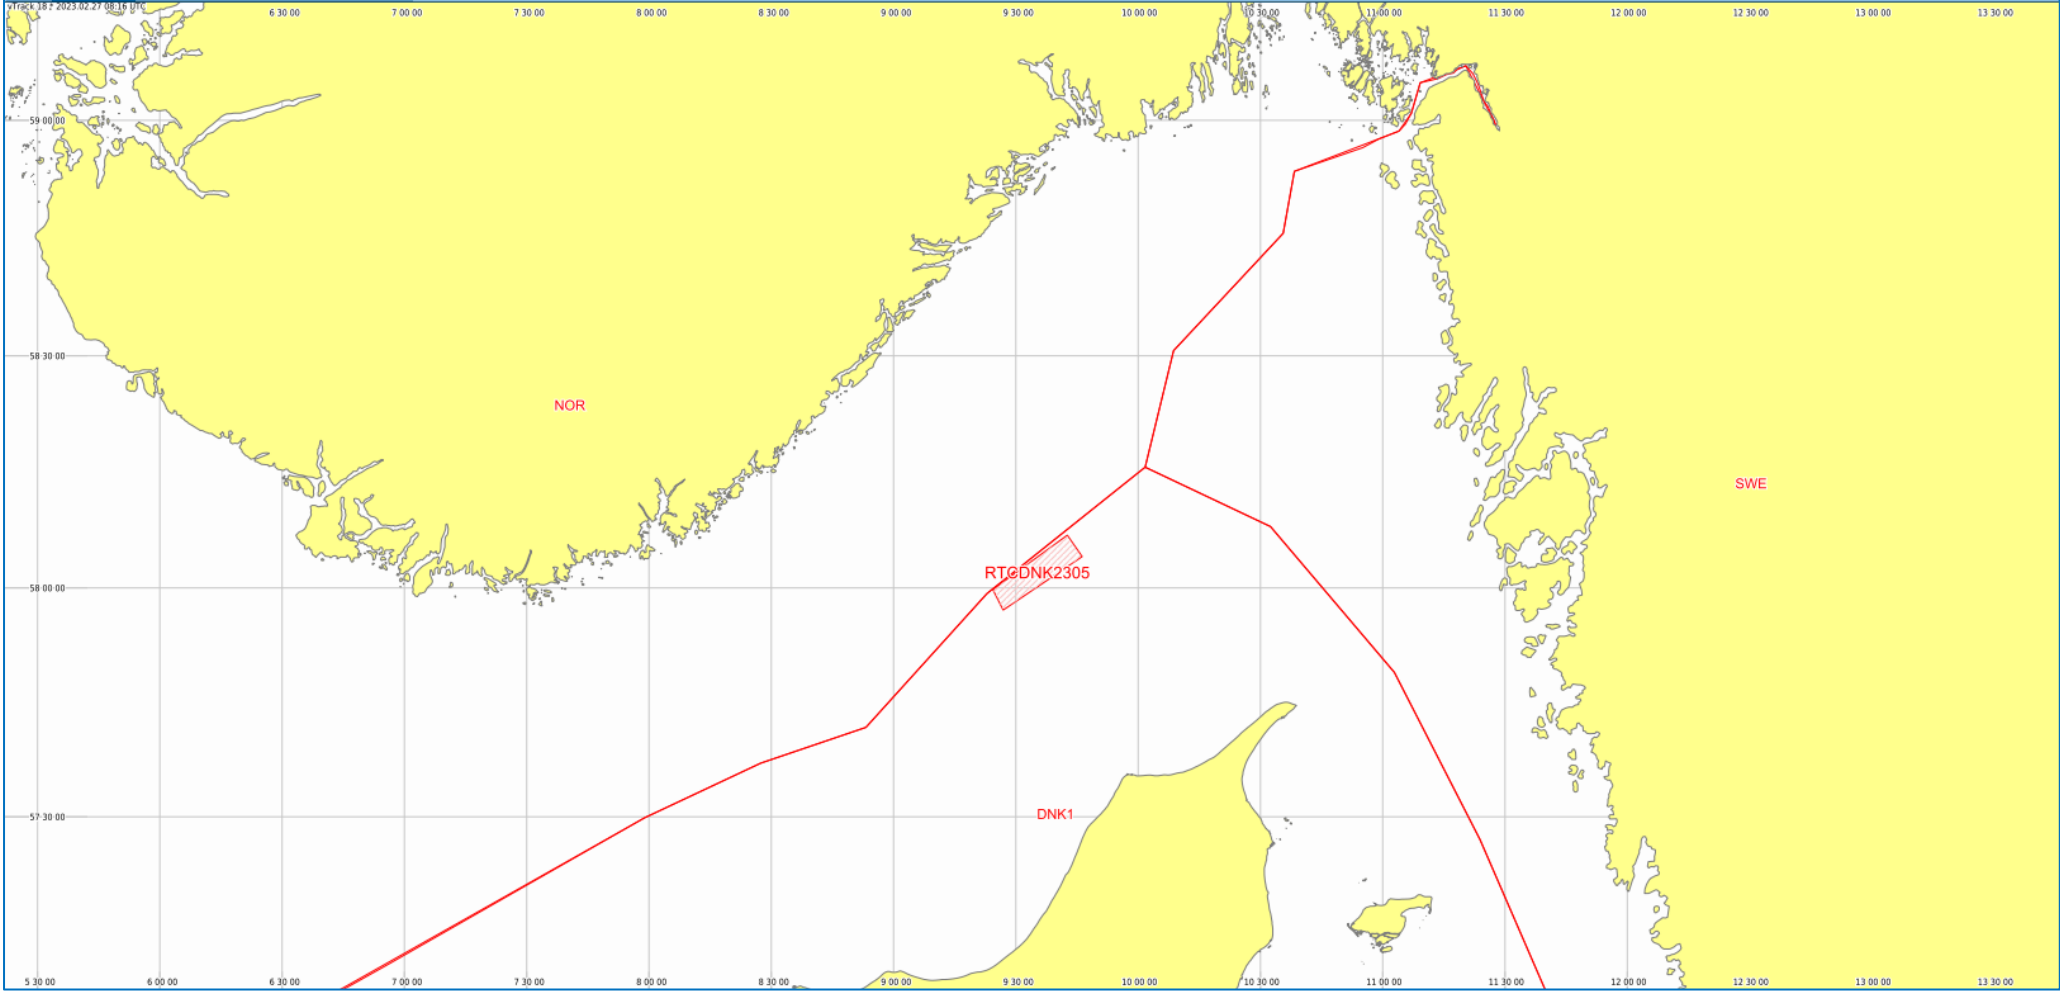 vTrack 18 - 2023.02.27 08:16 UTC
6 30 00 7 00 00 7 30 00 8 00 00 8 30 00 9 00 00 9 30 00 10 00 00 10 30 00 11 00 00 11 30 00 12 00 00 12 30 00 13 00 00 13 30 00
59 00 00
58 30 00
NOR
SWE
RTCDNK2305
58 00 00
DNK1
57 30 00
5 30 00 6 00 00 6 30 00 7 00 00 7 30 00 8 00 00 8 30 00 9 00 00 9 30 00 10 00 00 10 30 00 11 00 00 11 30 00 12 00 00 12 30 00 13 00 00 13 30 00